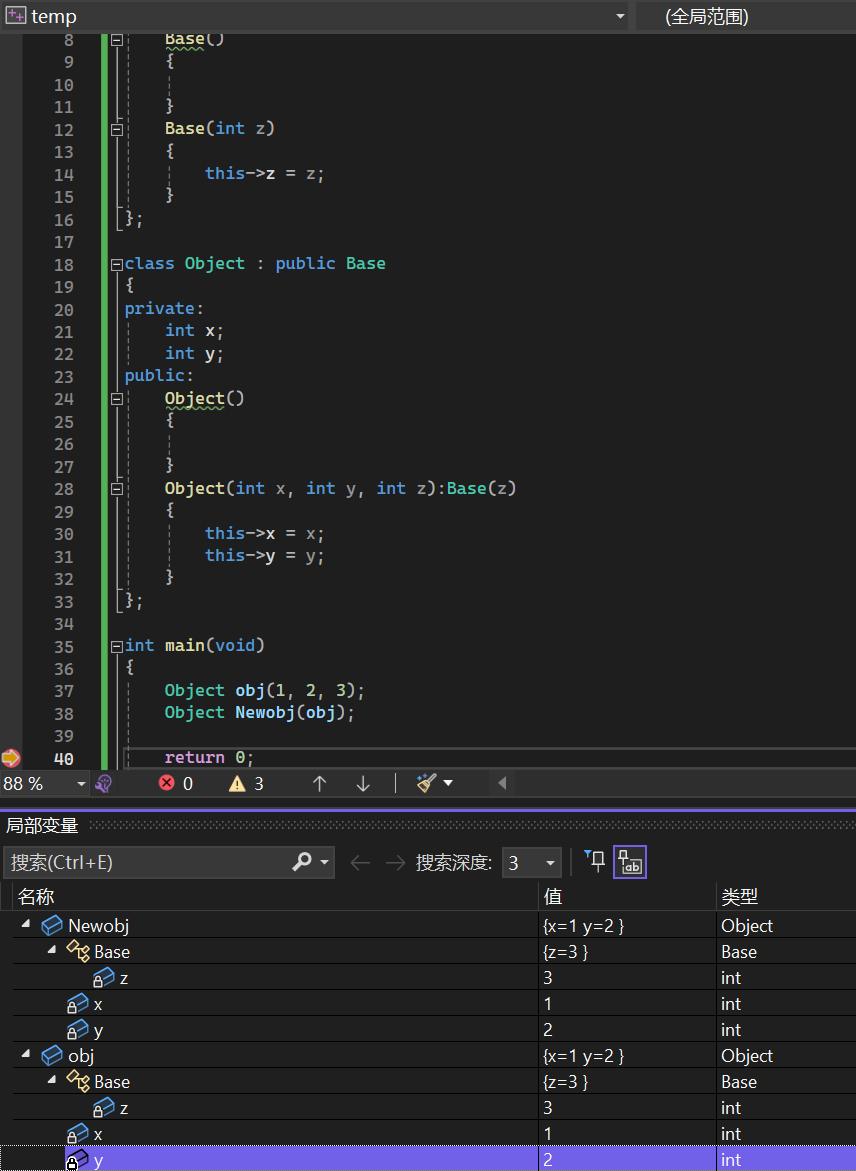 temp (全局范围)
8 Base()
9 {
10
11 }
12 Base(int z)
13 {
14 this->z = z;
15 }
16 };
17
18 class Object : public Base
19 {
20 private:
21 int x;
22 int y;
23 public:
24 Object()
25 {
26
27 }
28 Object(int x, int y, int z):Base(z)
29 {
30 this->x = x;
31 this->y = y;
32 }
33 };
34
35 int main(void)
36 {
37 Object obj(1, 2, 3);
38 Object Newobj(obj);
39
40 return 0;
88 % 0 3
局部变量
搜索(Ctrl+E) 搜索深度: 3
名称 值 类型
Newobj {x=1 y=2 } Object
Base {z=3 } Base
z 3 int
x 1 int
y 2 int
obj {x=1 y=2 } Object
Base {z=3 } Base
z 3 int
x 1 int
y 2 int